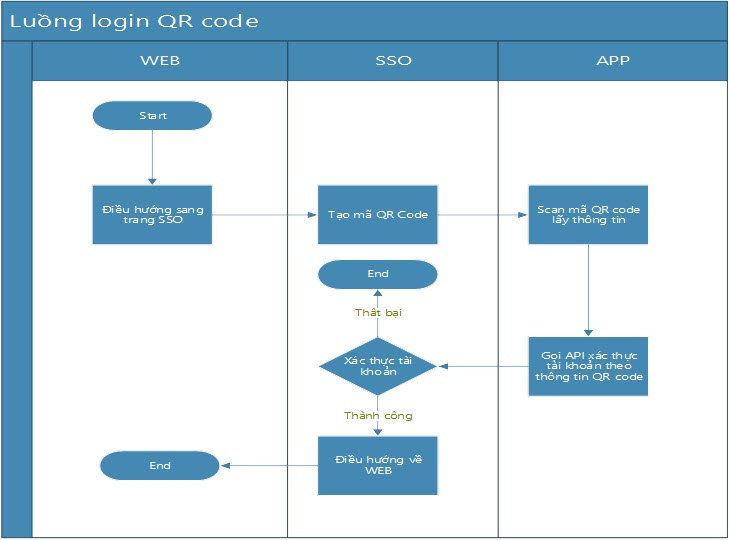 Luồng login QR code
WEB
SSO
APP
Start
Điều hướng sang
trang SSO
Tạo mã QR Code
Scan mã QR code
lấy thông tin
End
Thất bại
Xác thực tài
khoản
Gọi API xác thực
tài khoản theo
thông tin QR code
Thành công
Điều hướng về
WEB
End